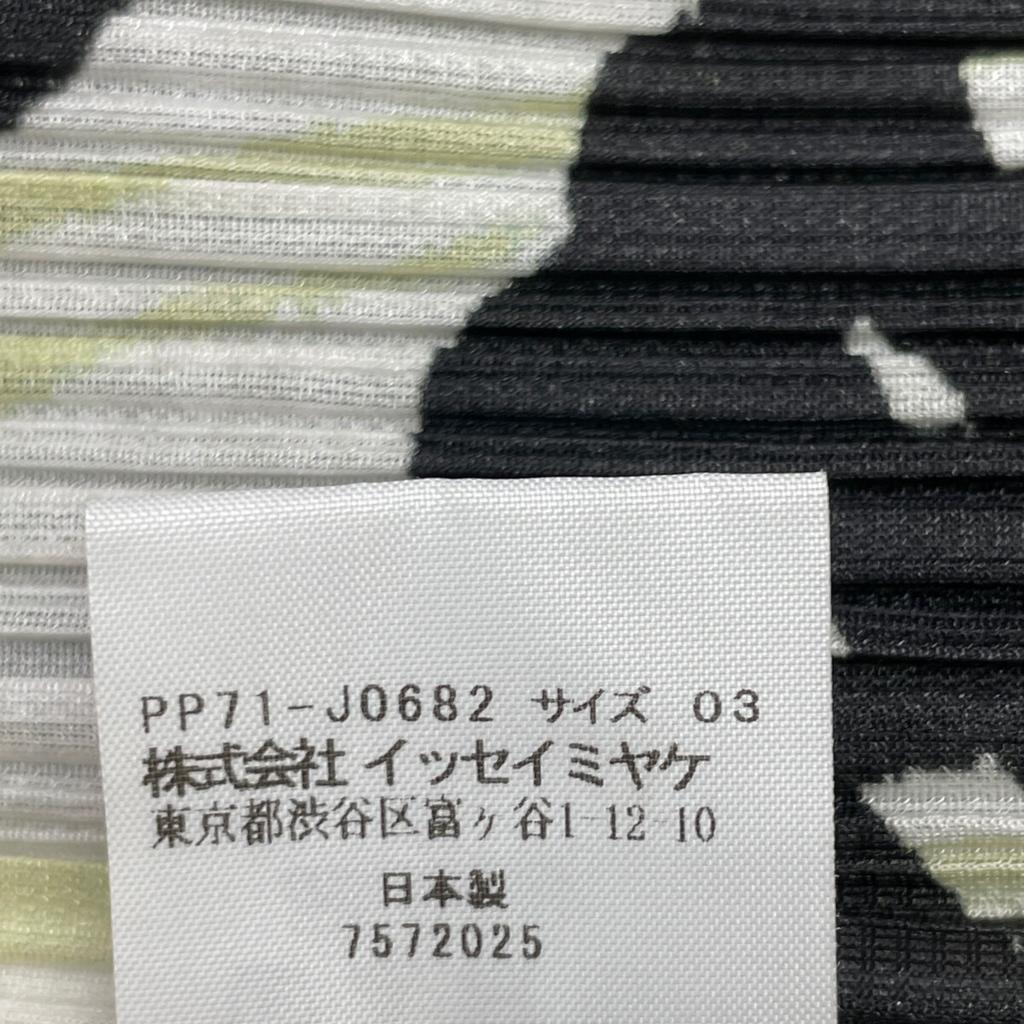 PP71-J0682 サイズ 03
株式会社 イッセイミヤケ
東京都渋谷区富ヶ谷1-12-10
日本製
7572025